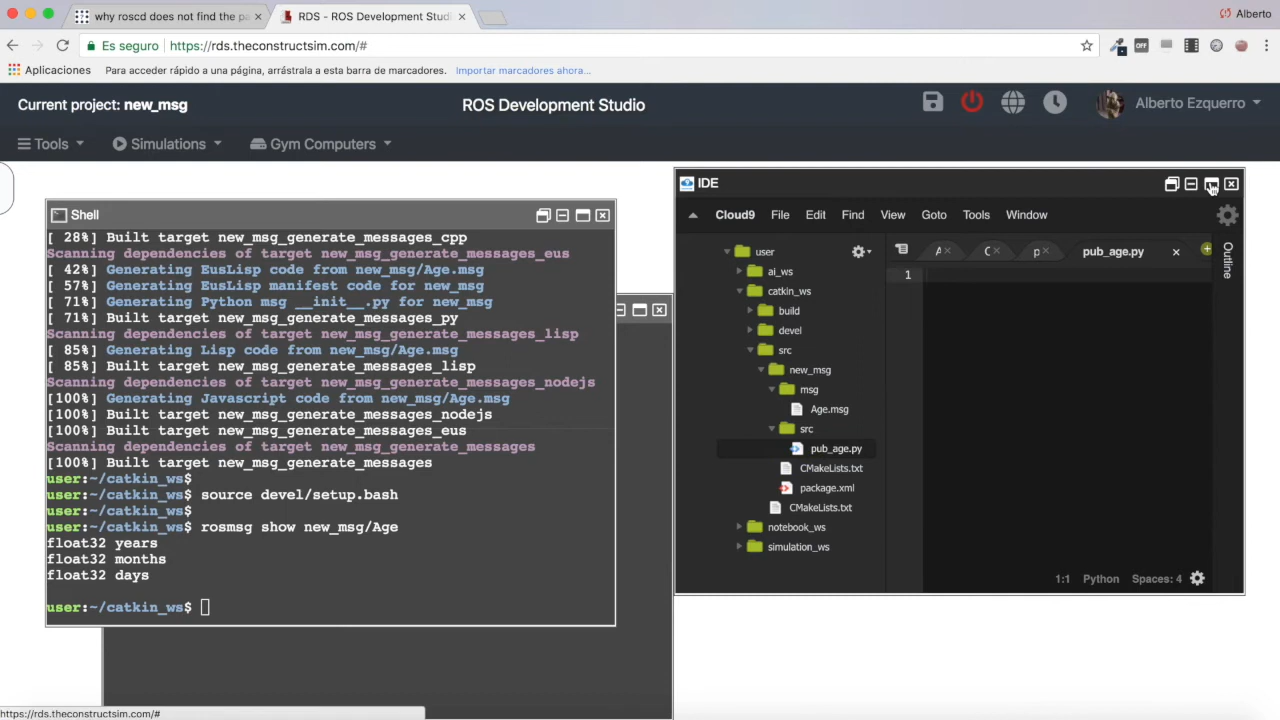 why roscd does not find the pa
RDS - ROS Development Studi
Alberto
Es seguro
https://rds.theconstructsim.com/#
OFF
Aplicaciones
Para acceder rápido a una página, arrástrala a esta barra de marcadores.
Importar marcadores ahora...
Current project: new_msg
ROS Development Studio
Alberto Ezquerro
Tools
Simulations
Gym Computers
Shell
[ 28%] Built target new_msg_generate_messages_cpp
Scanning dependencies of target new_msg_generate_messages_eus
[ 42%] Generating EusLisp code from new_msg/Age.msg
[ 57%] Generating EusLisp manifest code for new_msg
[ 71%] Generating Python msg __init__.py for new_msg
[ 71%] Built target new_msg_generate_messages_py
Scanning dependencies of target new_msg_generate_messages_lisp
[ 85%] Generating Lisp code from new_msg/Age.msg
[ 85%] Built target new_msg_generate_messages_lisp
Scanning dependencies of target new_msg_generate_messages_nodejs
[100%] Generating Javascript code from new_msg/Age.msg
[100%] Built target new_msg_generate_messages_nodejs
[100%] Built target new_msg_generate_messages_eus
Scanning dependencies of target new_msg_generate_messages
[100%] Built target new_msg_generate_messages
user:~/catkin_ws$
user:~/catkin_ws$ source devel/setup.bash
user:~/catkin_ws$
user:~/catkin_ws$ rosmsg show new_msg/Age
float32 years
float32 months
float32 days
user:~/catkin_ws$
IDE
Cloud9 File Edit Find View Goto Tools Window
user
ai_ws
catkin_ws
build
devel
src
new_msg
msg
Age.msg
src
pub_age.py
CMakeLists.txt
package.xml
CMakeLists.txt
notebook_ws
simulation_ws
pub_age.py
1
Outline
1:1 Python Spaces: 4
https://rds.theconstructsim.com/#